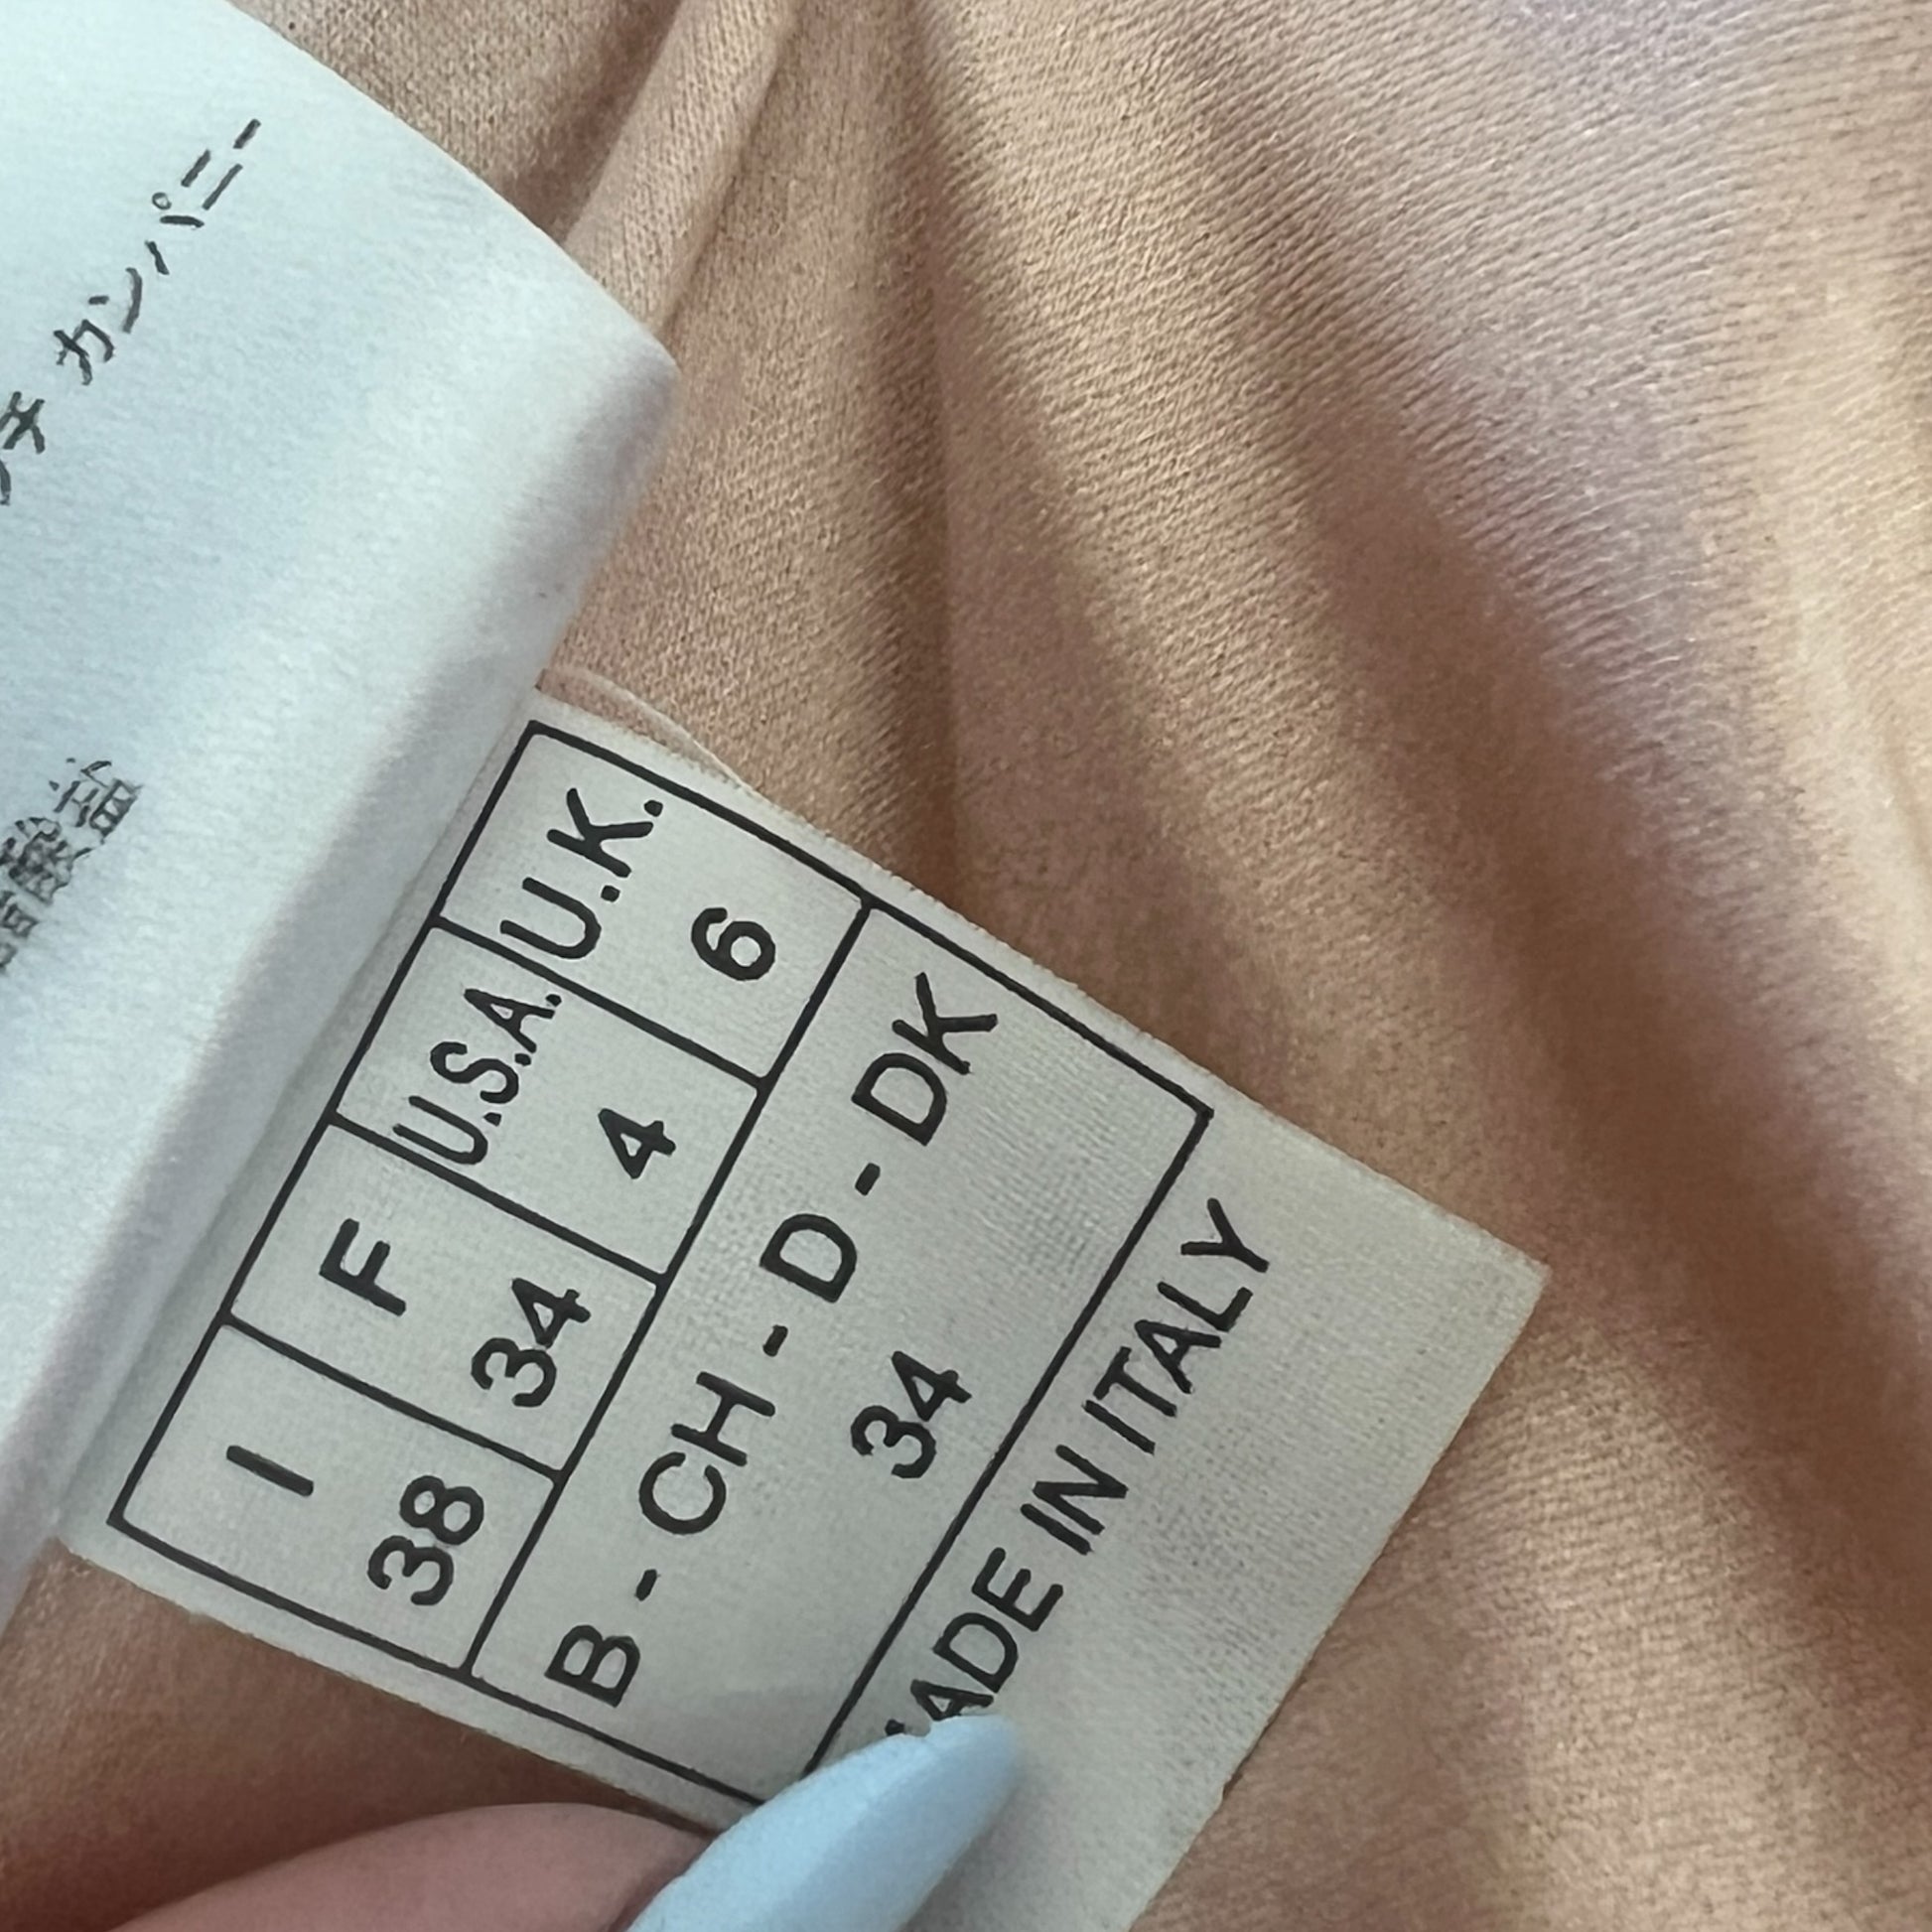 カンパニー
I F U.S.A. U.K.
38 34 4 6
B - CH - D - DK
34
ADE IN ITALY